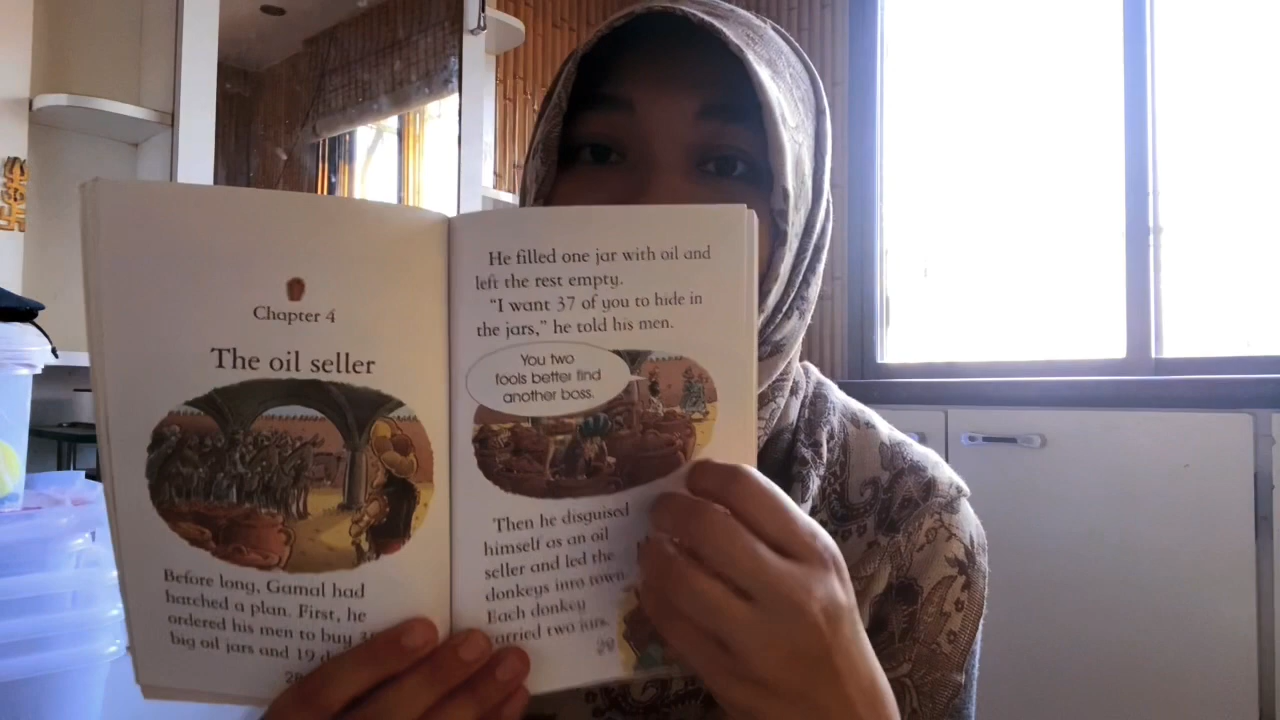 Chapter 4
The oil seller
Before long, Gamal had
hatched a plan. First, he
ordered his men to buy
big oil jars and 19
28
He filled one jar with oil and
left the rest empty.
“I want 37 of you to hide in
the jars,” he told his men.
You two
fools better find
another boss.
Then he disguised
himself as an oil
seller and led the
donkeys into town.
Each donkey
carried two jars.
29